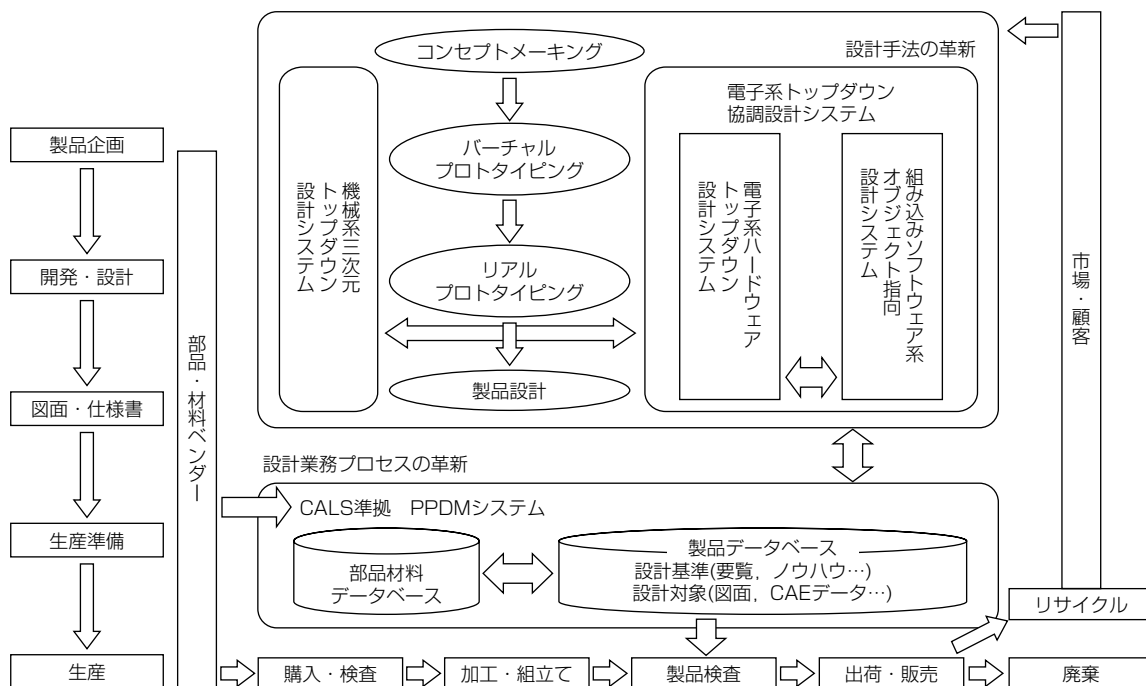 コンセプトメーキング
設計手法の革新
電子系トップダウン
協調設計システム
製品企画
バーチャル
プロトタイピング
機械系三次元
トップダウン
設計システム
電子系ハードウェア
トップダウン
設計システム
組み込みソフトウェア系
オブジェクト指向
設計システム
開発・設計
リアル
プロトタイピング
市場・顧客
部品・材料ベンダー
製品設計
図面・仕様書
設計業務プロセスの革新
CALS準拠　PPDMシステム
生産準備
部品材料
データベース
製品データベース
設計基準(要覧，ノウハウ…)
設計対象(図面，CAEデータ…)
リサイクル
生産
購入・検査
加工・組立て
製品検査
出荷・販売
廃棄